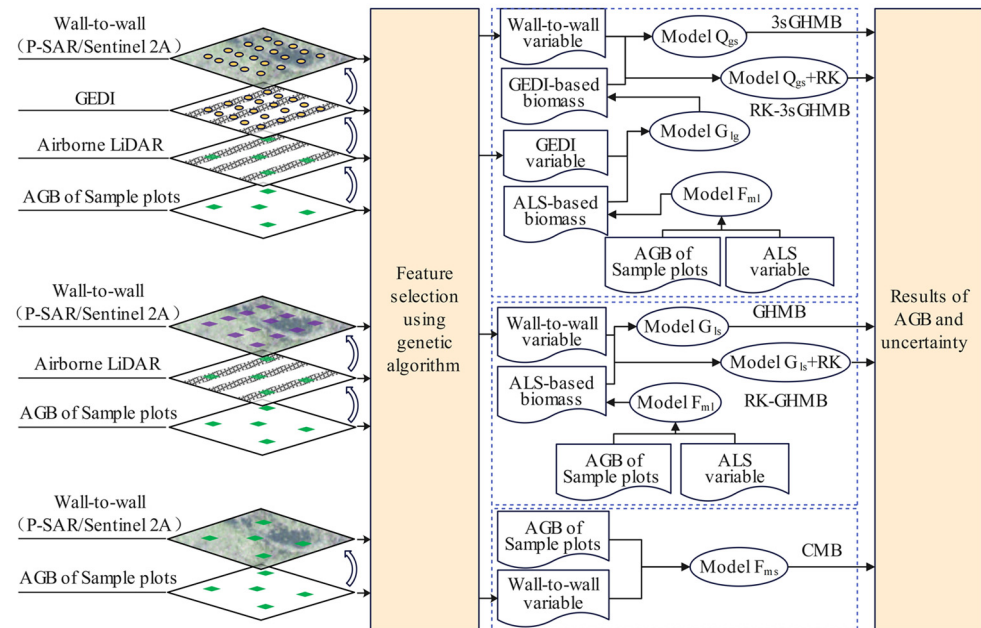 Wall-to-wall
(P-SAR/Sentinel 2A)
GEDI
Airborne LiDAR
AGB of Sample plots
Wall-to-wall
(P-SAR/Sentinel 2A)
Airborne LiDAR
AGB of Sample plots
Wall-to-wall
(P-SAR/Sentinel 2A)
AGB of Sample plots
Feature
selection
using
genetic
algorithm
Wall-to-wall
variable
GEDI-based
biomass
GEDI
variable
ALS-based
biomass
Model Qgs
3sGHMB
Model Qgs+RK
RK-3sGHMB
Model Glg
Model Fml
AGB of
Sample plots
ALS
variable
Wall-to-wall
variable
ALS-based
biomass
Model Gls
GHMB
Model Gls+RK
RK-GHMB
Model Fml
AGB of
Sample plots
ALS
variable
AGB of
Sample plots
Wall-to-wall
variable
Model Fms
CMB
Results of
AGB and
uncertainty